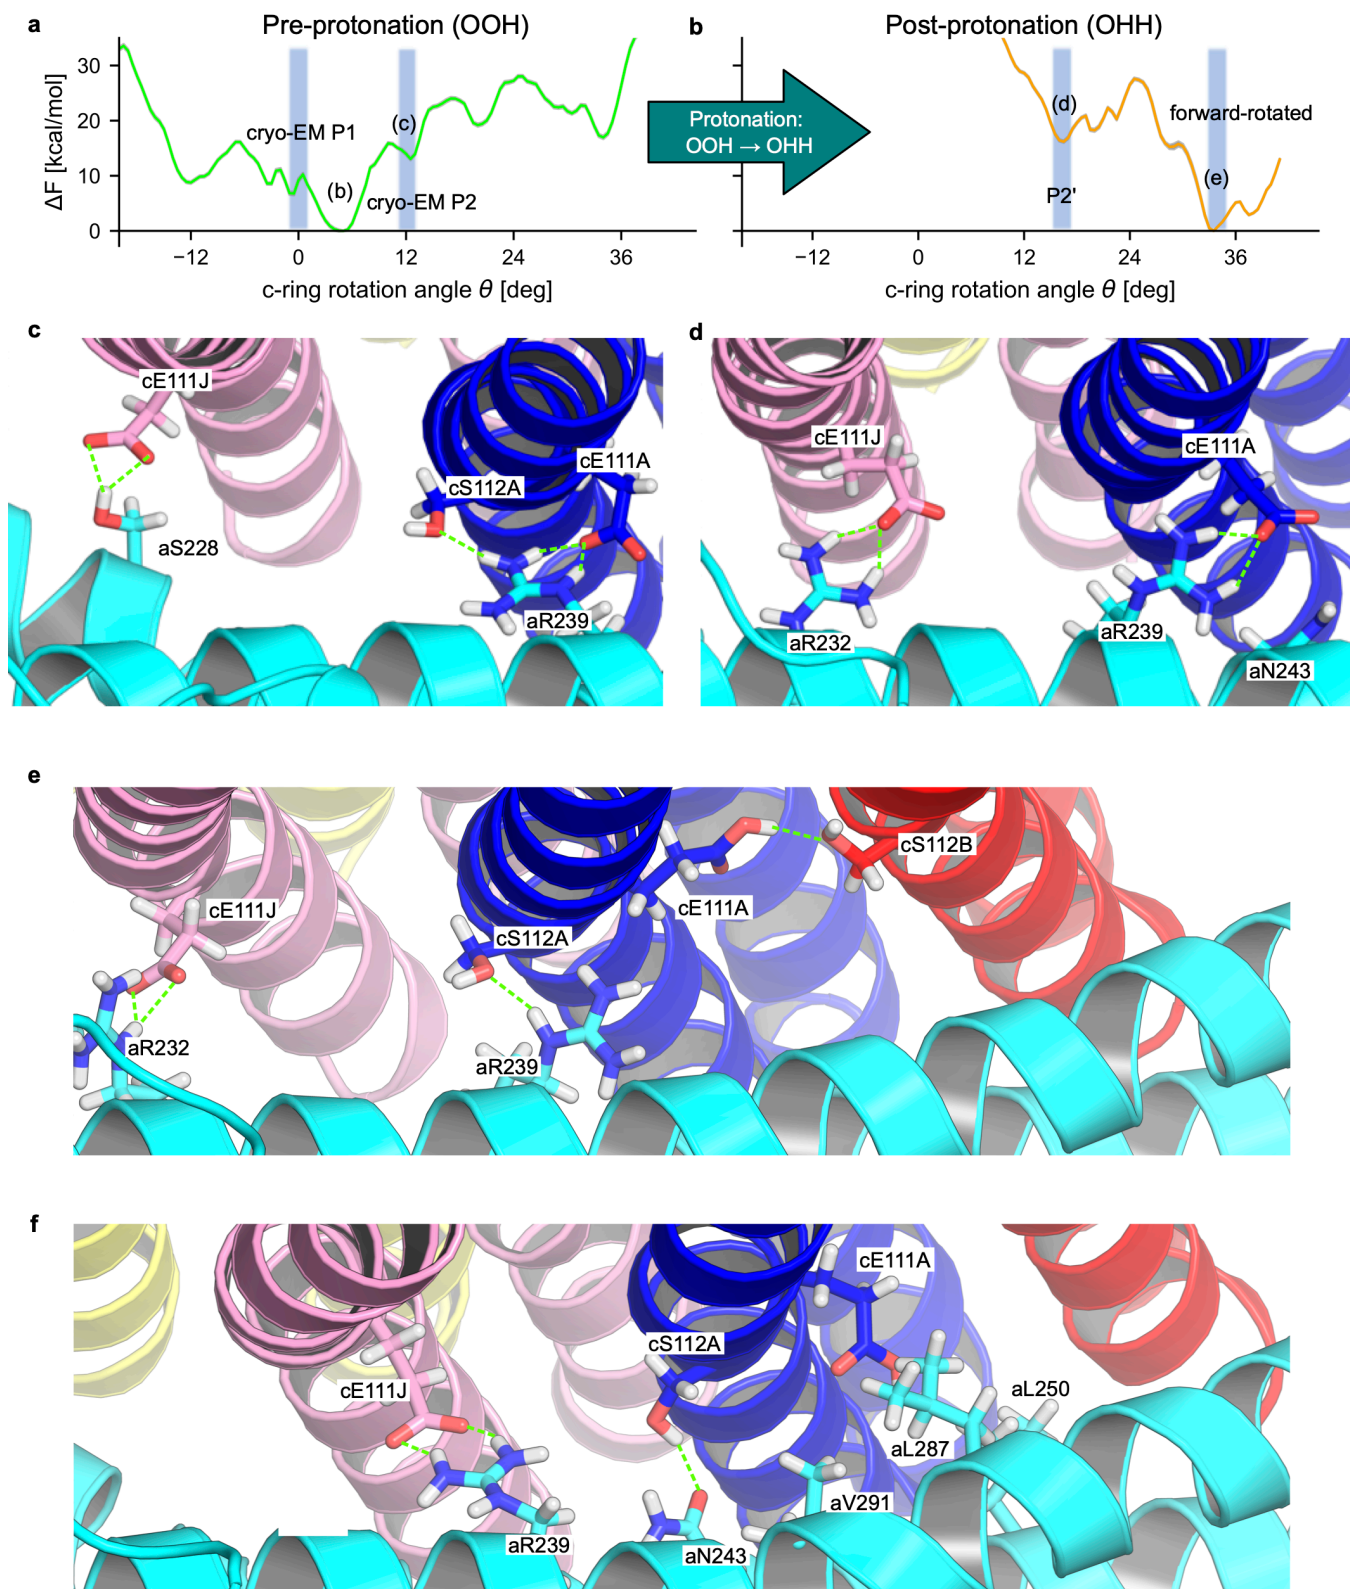 a
Pre-protonation (OOH)
b
Post-protonation (OHH)
ΔF [kcal/mol]
30
20
10
0
cryo-EM P1
(c)
(b)
cryo-EM P2
−12
0
12
24
36
c-ring rotation angle θ [deg]
Protonation:
OOH → OHH
(d)
forward-rotated
P2'
(e)
−12
0
12
24
36
c-ring rotation angle θ [deg]
c
cE111J
cS112A
cE111A
aS228
aR239
d
cE111J
cE111A
aR232
aR239
aN243
e
cS112B
cE111J
cE111A
cS112A
aR232
aR239
f
cE111A
cS112A
cE111J
aL250
aL287
aV291
aR239
aN243